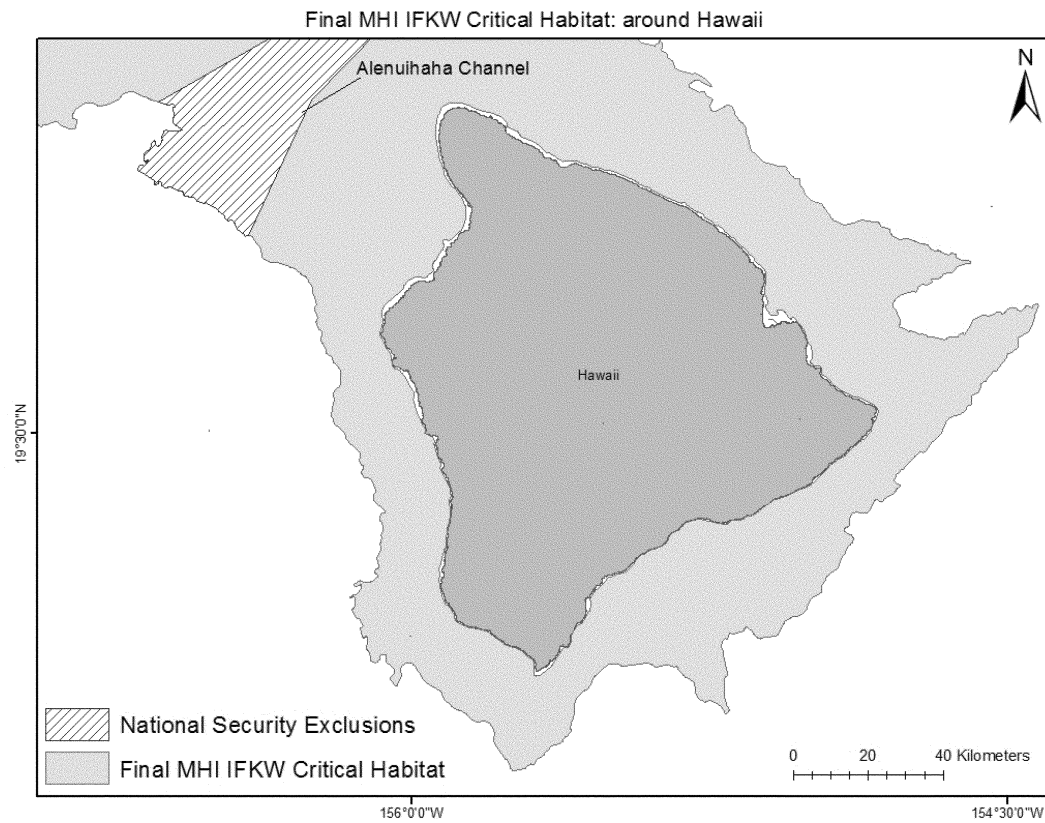 Final MHI IFKW Critical Habitat: around Hawaii
Alenuihaha Channel
N
Hawaii
19°30'0"N
National Security Exclusions
Final MHI IFKW Critical Habitat
0 20 40 Kilometers
156°0'0"W
154°30'0"W